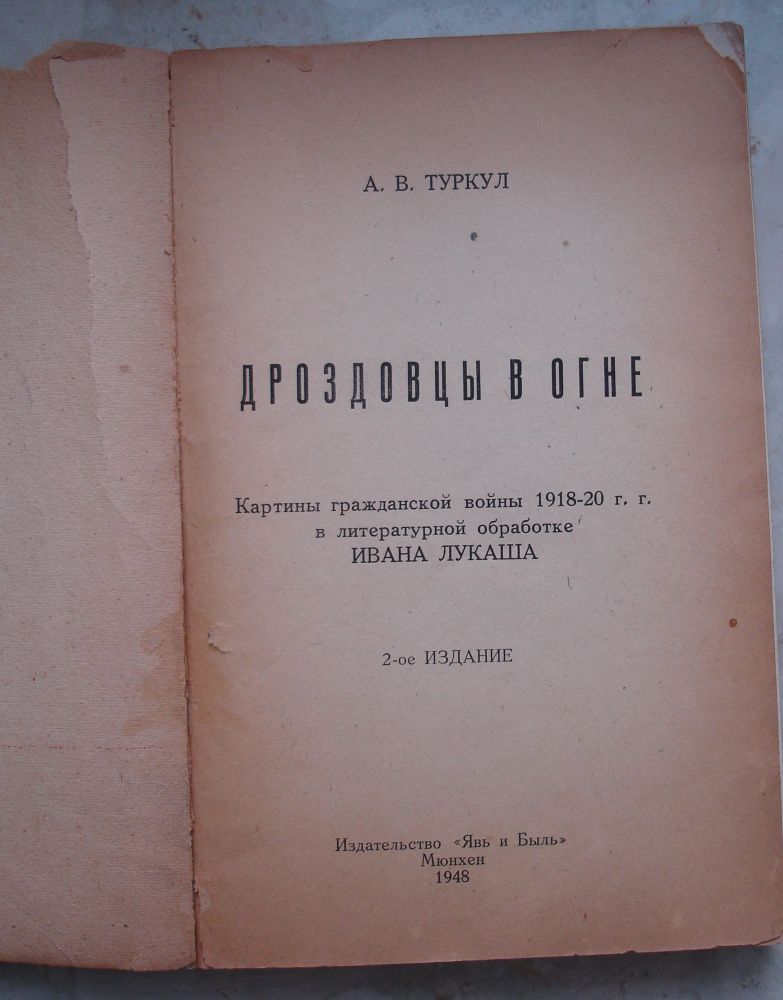 А. В. ТУРКУЛ
ДРОЗДОВЦЫ В ОГНЕ
Картины гражданской войны 1918-20 г. г.
в литературной обработке
ИВАНА ЛУКАША
2-ое ИЗДАНИЕ
Издательство «Явь и Быль»
Мюнхен
1948